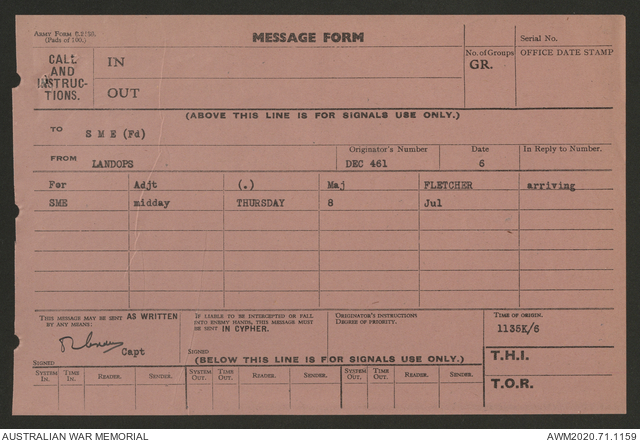 Army Form
(Pads of 100.)
MESSAGE FORM
Serial No.
CALL
AND
INSTRUC-
TIONS.
IN
OUT
No. of Groups
GR.
OFFICE DATE STAMP
(ABOVE THIS LINE IS FOR SIGNALS USE ONLY.)
TO S M E (Fd)
FROM LANDOPS
Originator's Number
DEC 461
Date
6
In Reply to Number.
For Adjt (.) Maj FLETCHER arriving
SME midday THURSDAY 8 Jul
THIS MESSAGE MAY BE SENT AS WRITTEN
BY ANY MEANS:
Capt
SIGNED
IF LIABLE TO BE INTERCEPTED OR FALL
INTO ENEMY HANDS, THIS MESSAGE MUST
BE SENT IN CYPHER.
SIGNED
ORIGINATOR'S INSTRUCTIONS
DEGREE OF PRIORITY.
TIME OF ORIGIN.
1135K/6
(BELOW THIS LINE IS FOR SIGNALS USE ONLY.)
T.H.I.
T.O.R.
SYSTEM IN. TIME IN. READER. SENDER. SYSTEM OUT. TIME OUT. READER. SENDER. SYSTEM OUT. TIME OUT. READER. SENDER.
AUSTRALIAN WAR MEMORIAL
AWM2020.71.1159